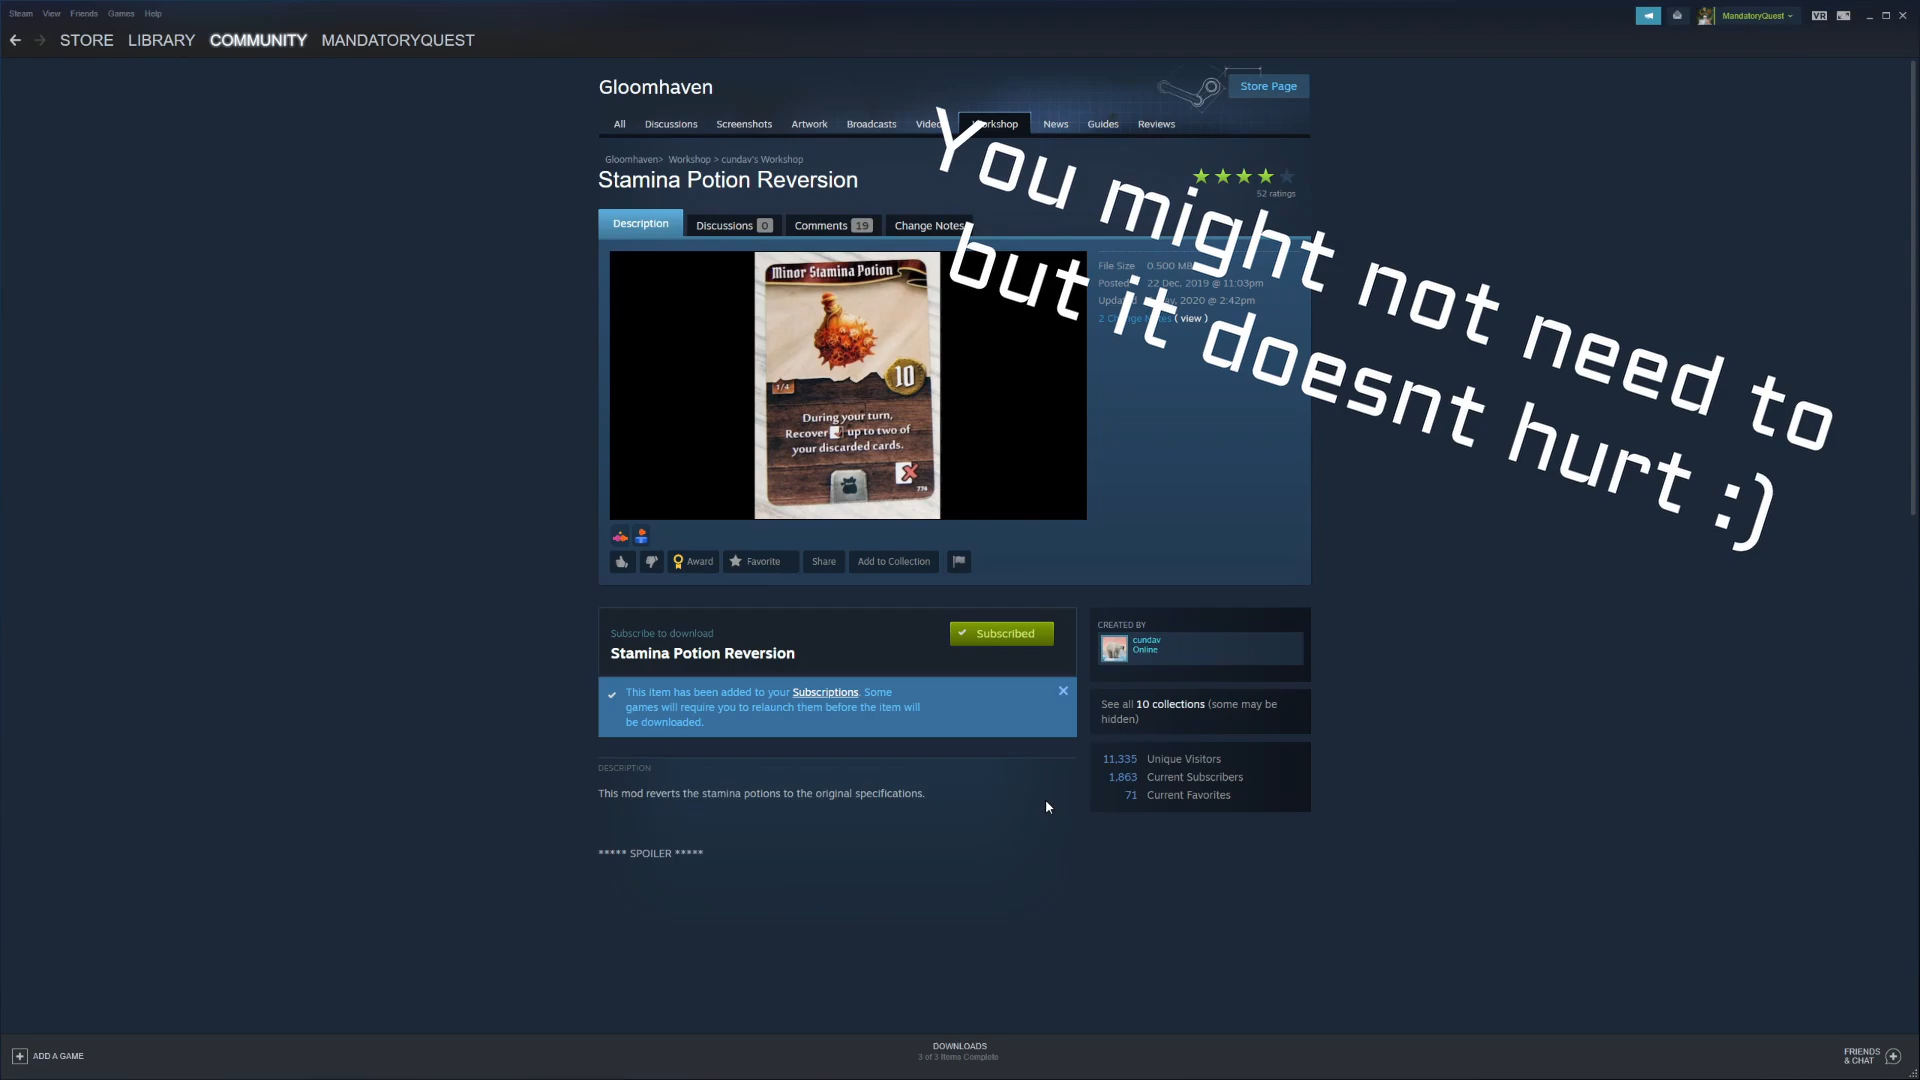 Steam View Friends Games Help
MandatoryQuest
VR
STORE LIBRARY COMMUNITY MANDATORYQUEST
Gloomhaven
Store Page
All Discussions Screenshots Artwork Broadcasts Workshop News Guides Reviews
Gloomhaven> Workshop > cundav's Workshop
Stamina Potion Reversion
52 ratings
Description Discussions 0 Comments 19 Change Notes
You might not need to
but it doesnt hurt :)
Minor Stamina Potion
10
1/4
During your turn,
Recover up to two of
your discarded cards.
File Size 0.500 MB
Posted 22 Dec, 2019 @ 11:03pm
2020 @ 2:42pm
2 Change Notes ( view )
Award Favorite Share Add to Collection
Subscribe to download
Stamina Potion Reversion
Subscribed
This item has been added to your Subscriptions. Some
games will require you to relaunch them before the item will
be downloaded.
CREATED BY
cundav
Online
See all 10 collections (some may be
hidden)
11,335 Unique Visitors
1,863 Current Subscribers
71 Current Favorites
DESCRIPTION
This mod reverts the stamina potions to the original specifications.
***** SPOILER *****
ADD A GAME
DOWNLOADS
3 of 3 Items Complete
FRIENDS
& CHAT